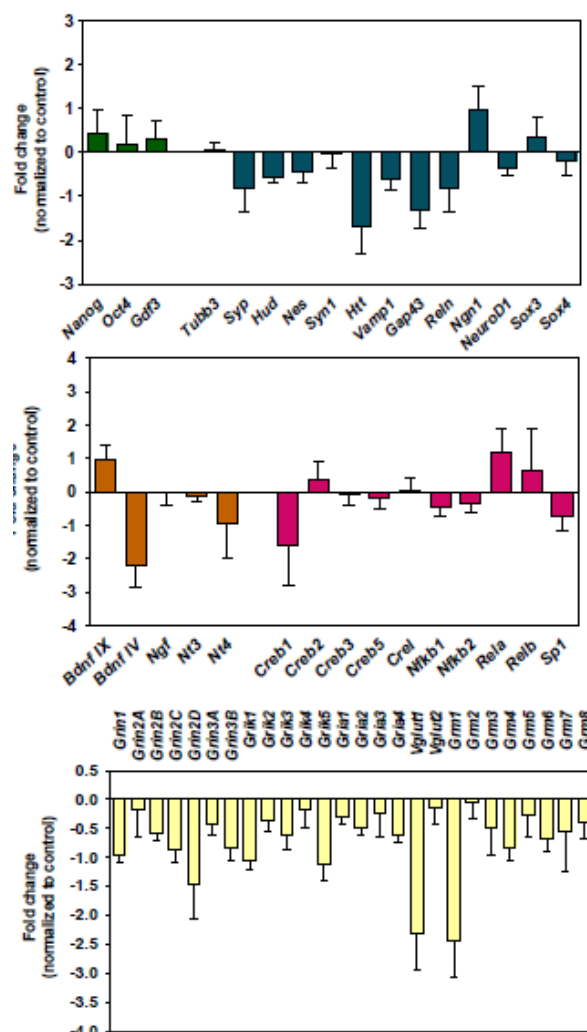 3
2
1
0
-1
-2
-3
Fold change
(normalized to control)
Nanog
Oct4
Gdf3
Tubb3
Syp
Hud
Nes
Syn1
Htt
Vamp1
Gap43
Reln
Ngn1
NeuroD1
Sox3
Sox4
4
3
2
1
0
-1
-2
-3
-4
(normalized to control)
Bdnf IX
Bdnf IV
Ngf
Nt3
Nt4
Creb1
Creb2
Creb3
Creb5
Crel
Nfkb1
Nfkb2
Rela
Relb
Sp1
Grin1
Grin2A
Grin2B
Grin2C
Grin2D
Grin3A
Grin3B
Grik1
Grik2
Grik3
Grik4
Grik5
Gria1
Gria2
Gria3
Gria4
Vglut1
Vglut2
Grm1
Grm2
Grm3
Grm4
Grm5
Grm6
Grm7
Grm8
0.5
0.0
-0.5
-1.0
-1.5
-2.0
-2.5
-3.0
-3.5
-4.0
Fold change
(normalized to control)